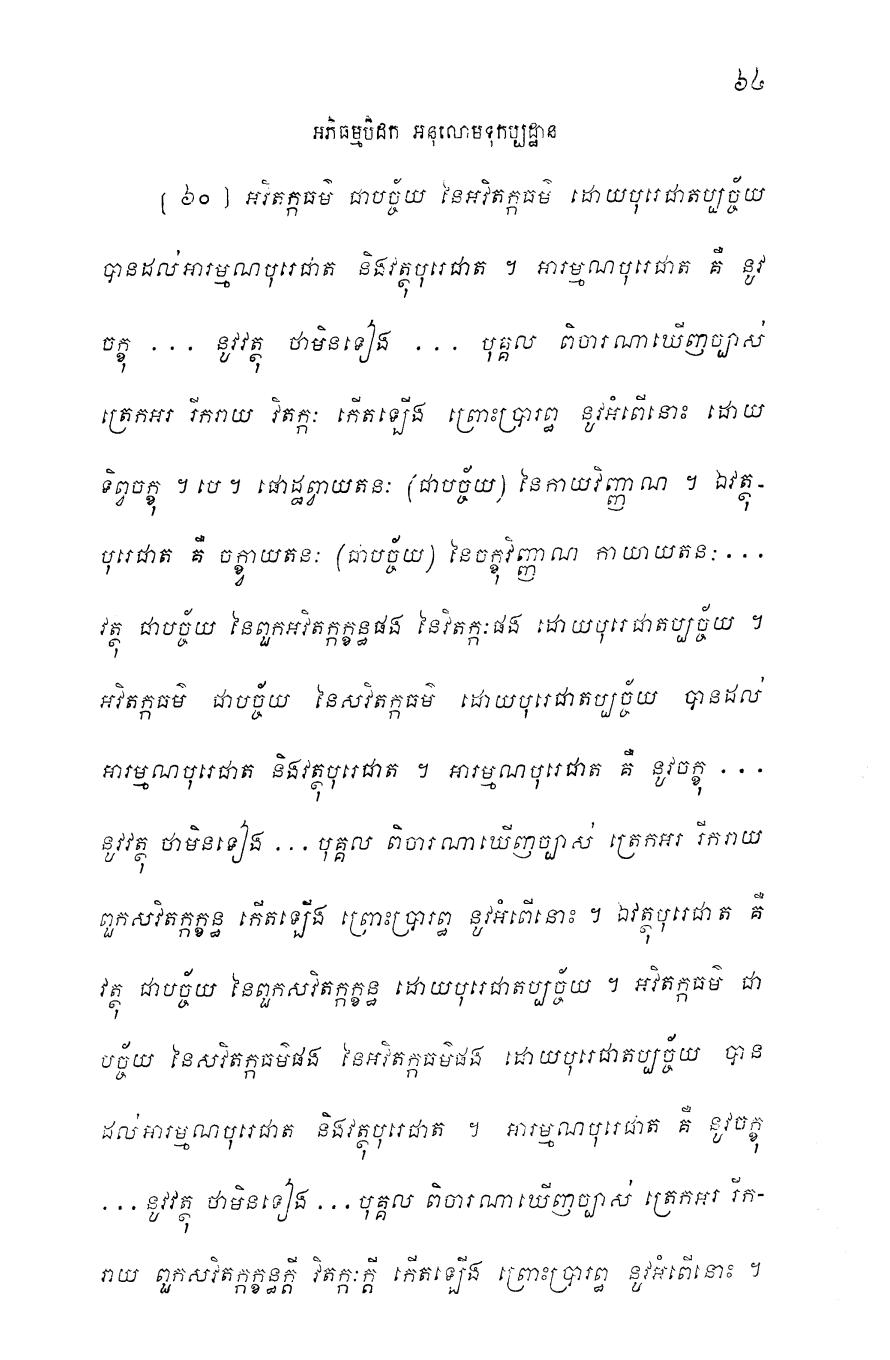 ៦៤
អភិធម្មបិដក អនុលោមទុកប្បដ្ឋាន
[ ៦០ ] អវិតក្កធម៌ ជាបច្ច័យ នៃអវិតក្កធម៌ ដោយបុរេជាតប្បច្ច័យ
បានដល់អារម្មណបុរេជាត និងវត្ថុបុរេជាត ។ អារម្មណបុរេជាត គឺ នូវ
ចក្ខុ ... នូវវត្ថុ ថាមិនទៀង ... បុគ្គល ពិចារណាឃើញច្បាស់
ត្រេកអរ រីករាយ វិតក្កៈ កើតឡើង ព្រោះប្រារព្ធ នូវអំពើនោះ ដោយ
ទិព្វចក្ខុ ។ បេ ។ ផោដ្ឋព្វាយតនៈ (ជាបច្ច័យ) នៃកាយវិញ្ញាណ ។ ឯវត្ថុ-
បុរេជាត គឺ ចក្ខ្វាយតនៈ (ជាបច្ច័យ) នៃចក្ខុវិញ្ញាណ កាយាយតនៈ...
វត្ថុ ជាបច្ច័យ នៃពួកអវិតក្កក្ខន្ធផង នៃវិតក្កៈផង ដោយបុរេជាតប្បច្ច័យ ។
អវិតក្កធម៌ ជាបច្ច័យ នៃសវិតក្កធម៌ ដោយបុរេជាតប្បច្ច័យ បានដល់
អារម្មណបុរេជាត និងវត្ថុបុរេជាត ។ អារម្មណបុរេជាត គឺ នូវចក្ខុ ...
នូវវត្ថុ ថាមិនទៀង ... បុគ្គល ពិចារណាឃើញច្បាស់ ត្រេកអរ រីករាយ
ពួកសវិតក្កក្ខន្ធ កើតឡើង ព្រោះប្រារព្ធ នូវអំពើនោះ ។ ឯវត្ថុបុរេជាត គឺ
វត្ថុ ជាបច្ច័យ នៃពួកសវិតក្កក្ខន្ធ ដោយបុរេជាតប្បច្ច័យ ។ អវិតក្កធម៌ ជា
បច្ច័យ នៃសវិតក្កធម៌ផង នៃអវិតក្កធម៌ផង ដោយបុរេជាតប្បច្ច័យ បាន
ដល់អារម្មណបុរេជាត និងវត្ថុបុរេជាត ។ អារម្មណបុរេជាត គឺ នូវចក្ខុ
... នូវវត្ថុ ថាមិនទៀង ... បុគ្គល ពិចារណាឃើញច្បាស់ ត្រេកអរ រីក-
រាយ ពួកសវិតក្កក្ខន្ធក្តី វិតក្កៈក្តី កើតឡើង ព្រោះប្រារព្ធ នូវអំពើនោះ ។